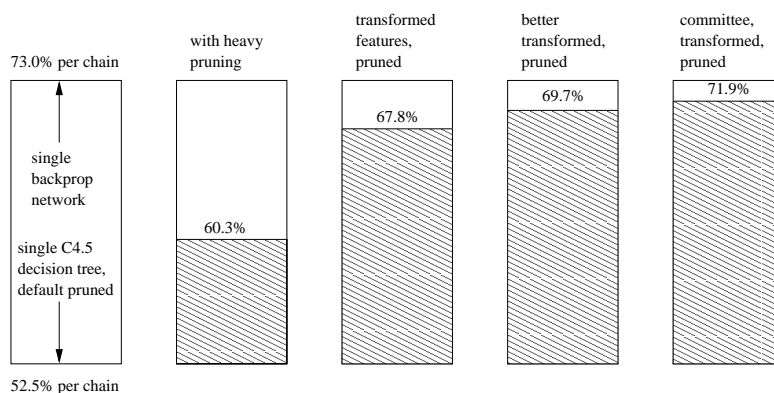 73.0% per chain
single
backprop
network
single C4.5
decision tree,
default pruned
52.5% per chain
with heavy
pruning
60.3%
transformed
features,
pruned
67.8%
better
transformed,
pruned
69.7%
committee,
transformed,
pruned
71.9%